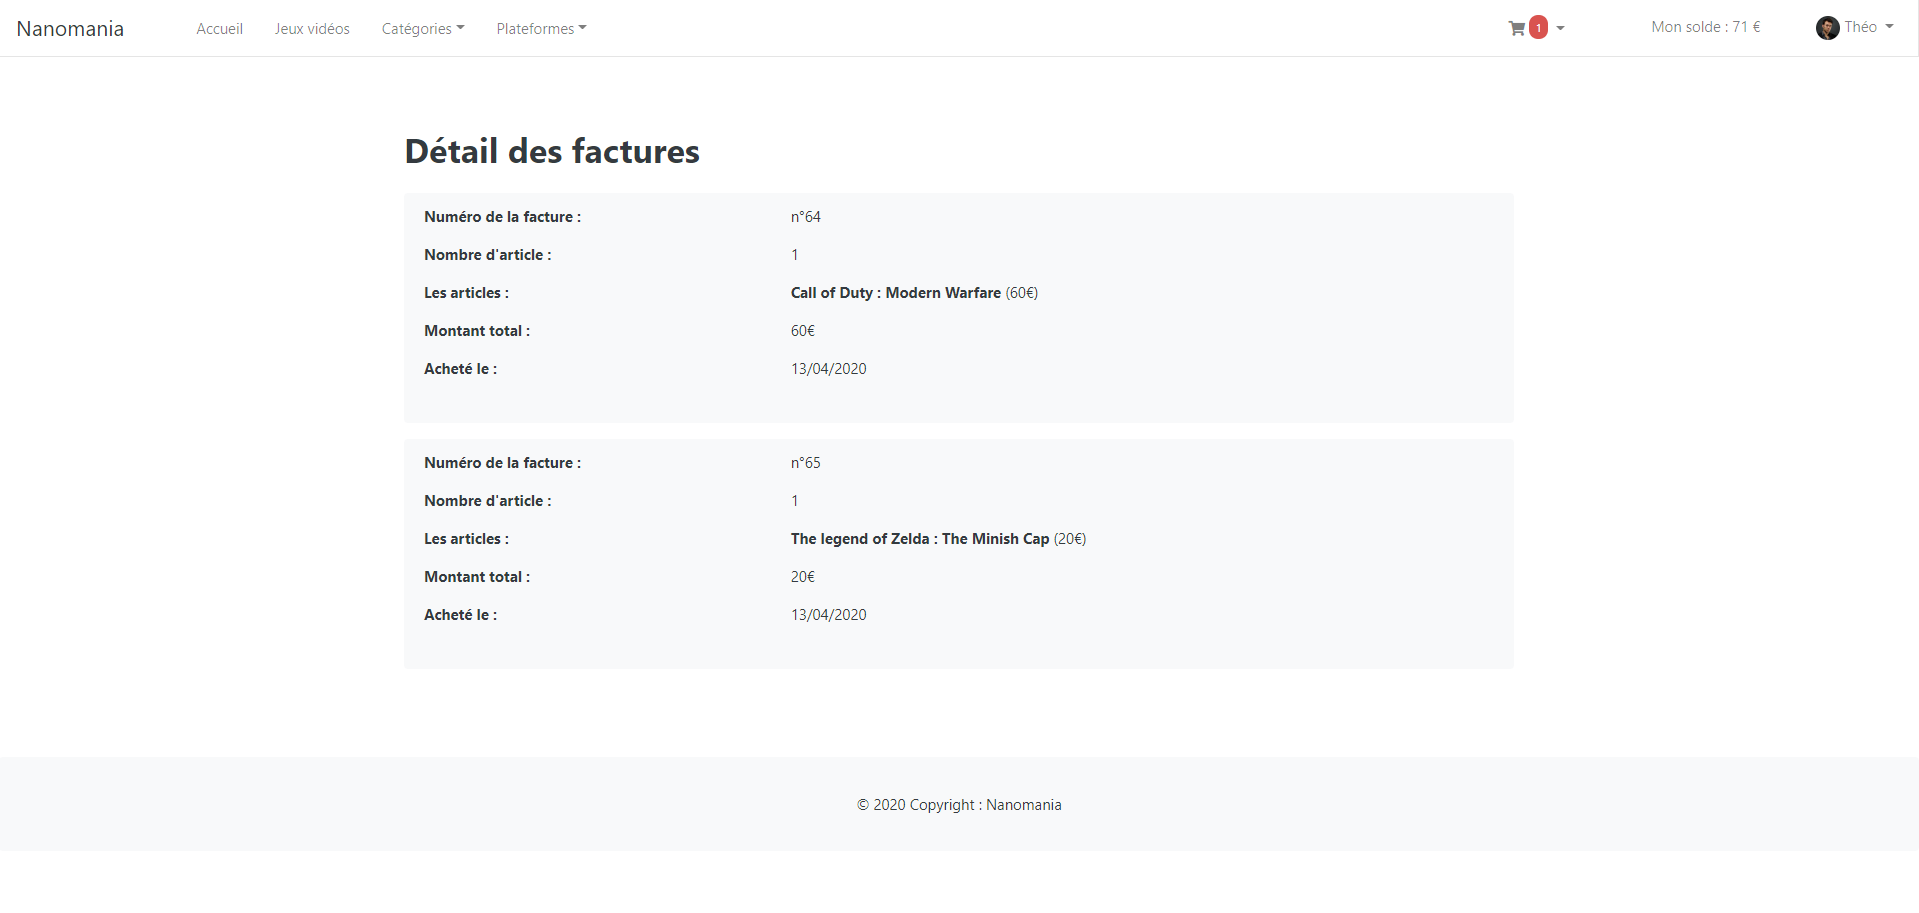 Nanomania Accueil Jeux vidéos Catégories Plateformes 1 Mon solde : 71 € Théo
Détail des factures
Numéro de la facture : n°64
Nombre d'article : 1
Les articles : Call of Duty : Modern Warfare (60€)
Montant total : 60€
Acheté le : 13/04/2020
Numéro de la facture : n°65
Nombre d'article : 1
Les articles : The legend of Zelda : The Minish Cap (20€)
Montant total : 20€
Acheté le : 13/04/2020
© 2020 Copyright : Nanomania